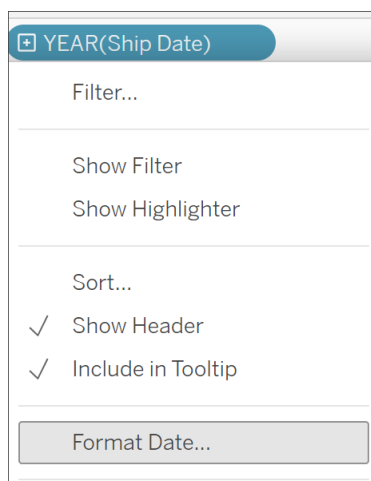 YEAR(Ship Date)
Filter...
Show Filter
Show Highlighter
Sort...
Show Header
Include in Tooltip
Format Date...